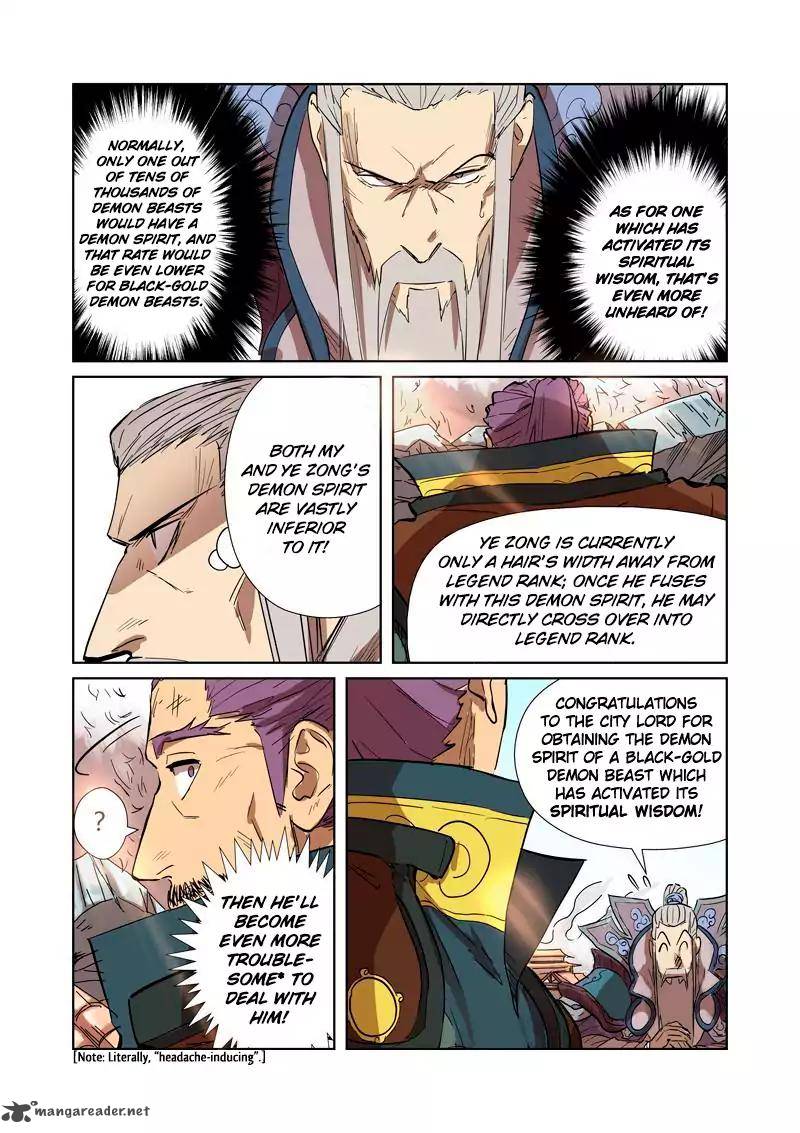 NORMALLY,
ONLY ONE OUT
OF TENS OF
THOUSANDS OF
DEMON BEASTS
WOULD HAVE A
DEMON SPIRIT, AND
THAT RATE WOULD
BE EVEN LOWER
FOR BLACK-GOLD
DEMON BEASTS.
AS FOR ONE
WHICH HAS
ACTIVATED ITS
SPIRITUAL
WISDOM, THAT'S
EVEN MORE
UNHEARD OF!
BOTH MY
AND YE ZONG'S
DEMON SPIRIT
ARE VASTLY
INFERIOR
TO IT!
YE ZONG IS CURRENTLY
ONLY A HAIR'S WIDTH AWAY FROM
LEGEND RANK; ONCE HE FUSES
WITH THIS DEMON SPIRIT, HE MAY
DIRECTLY CROSS OVER INTO
LEGEND RANK.
?
THEN HE'LL
BECOME
EVEN MORE
TROUBLE-
SOME* TO
DEAL WITH
HIM!
CONGRATULATIONS
TO THE CITY LORD FOR
OBTAINING THE DEMON
SPIRIT OF A BLACK-GOLD
DEMON BEAST WHICH
HAS ACTIVATED ITS
SPIRITUAL WISDOM!
[Note: Literally, "headache-inducing".]
mangareader.net